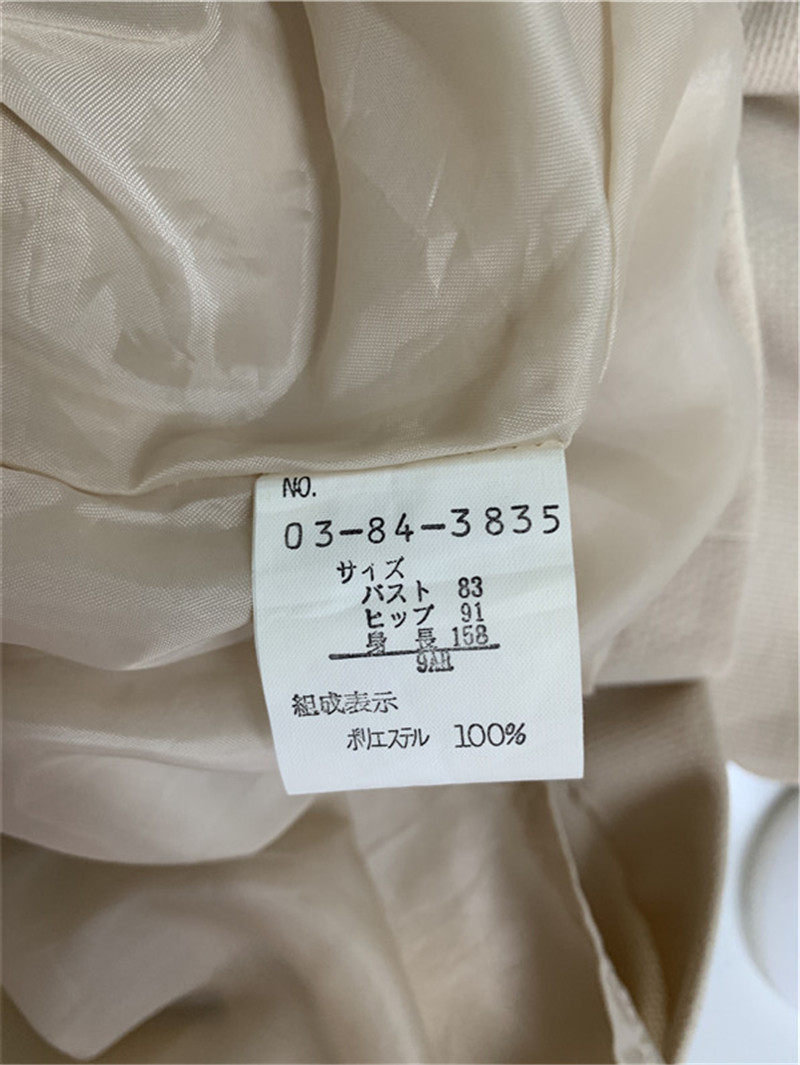 NO.
03-84-3835
サイズ
バスト 83
ヒップ 91
身長 158
9AR
組成表示
ポリエステル 100%